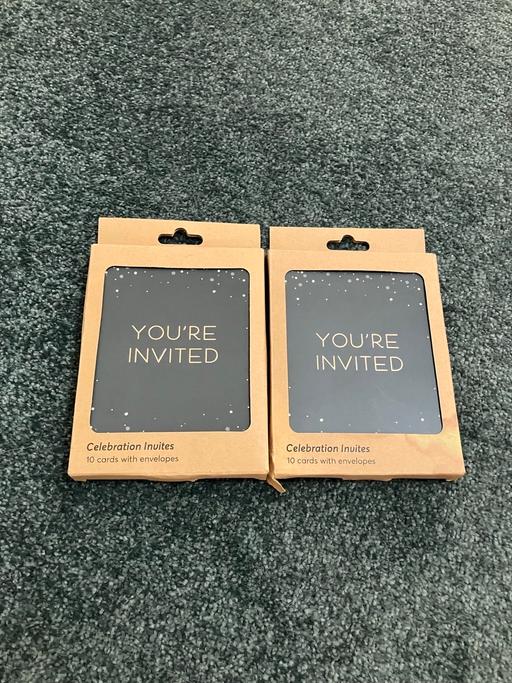 YOU'RE
INVITED
Celebration Invites
10 cards with envelopes
YOU'RE
INVITED
Celebration Invites
10 cards with envelopes